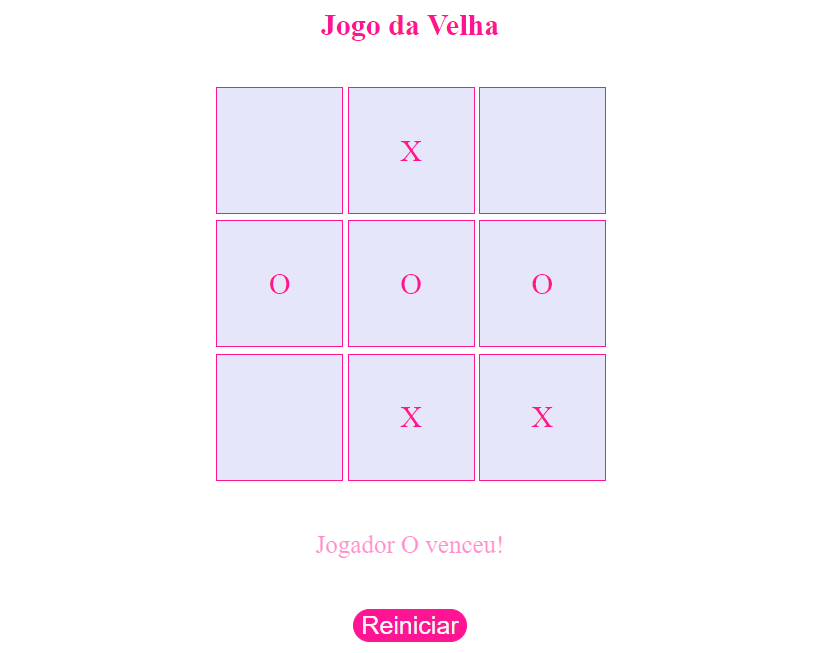 Jogo da Velha
X
O O O
X X
Jogador O venceu!
Reiniciar